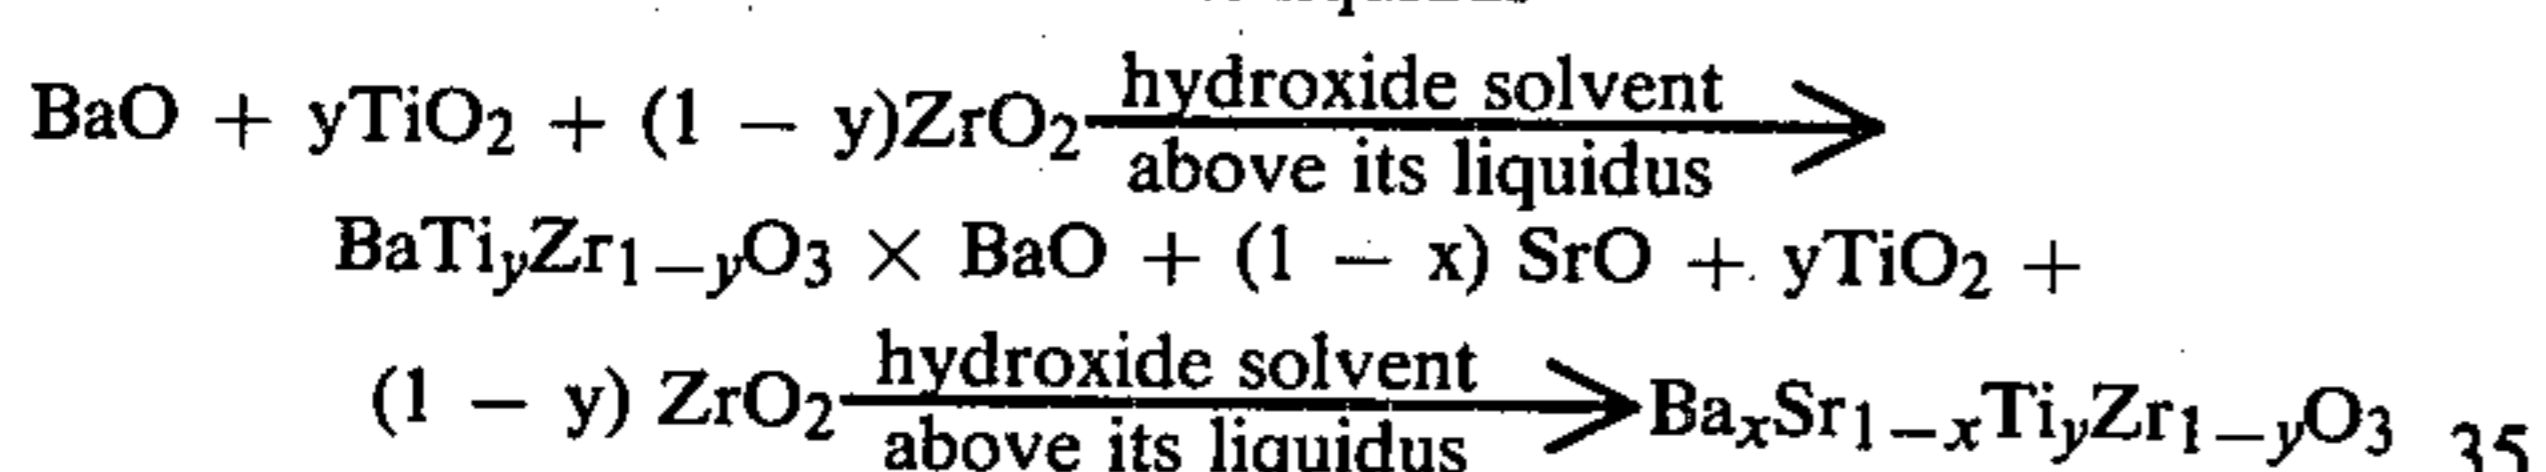 BaO + yTiO₂ + (1 − y)ZrO₂ hydroxide solvent
above its liquidus
BaTiyZr₁₋yO₃ × BaO + (1 − x) SrO + yTiO₂ +
(1 − y) ZrO₂ hydroxide solvent BaₓSr₁₋ₓTiyZr₁₋yO₃ 35
above its liquidus